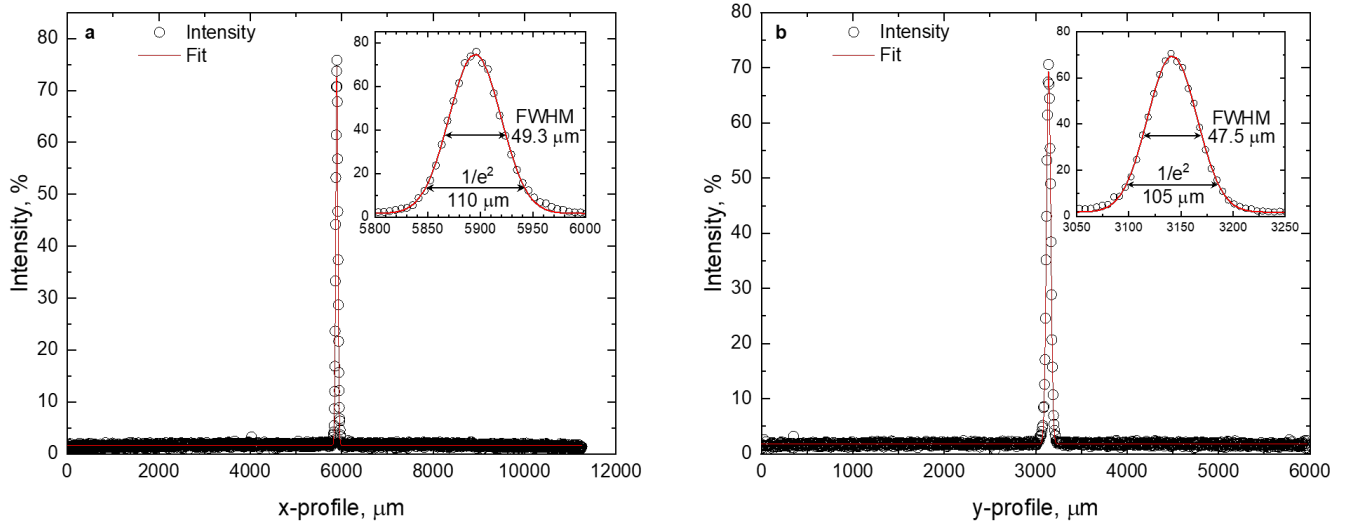 a
Intensity
Fit
80
70
60
50
40
30
20
10
0
0
2000
4000
6000
8000
10000
12000
Intensity, %
x-profile, μm
80
60
40
20
0
5800
5850
5900
5950
6000
FWHM
49.3 μm
1/e²
110 μm
b
Intensity
Fit
80
70
60
50
40
30
20
10
0
0
1000
2000
3000
4000
5000
6000
Intensity, %
y-profile, μm
80
60
40
20
0
3050
3100
3150
3200
3250
FWHM
47.5 μm
1/e²
105 μm